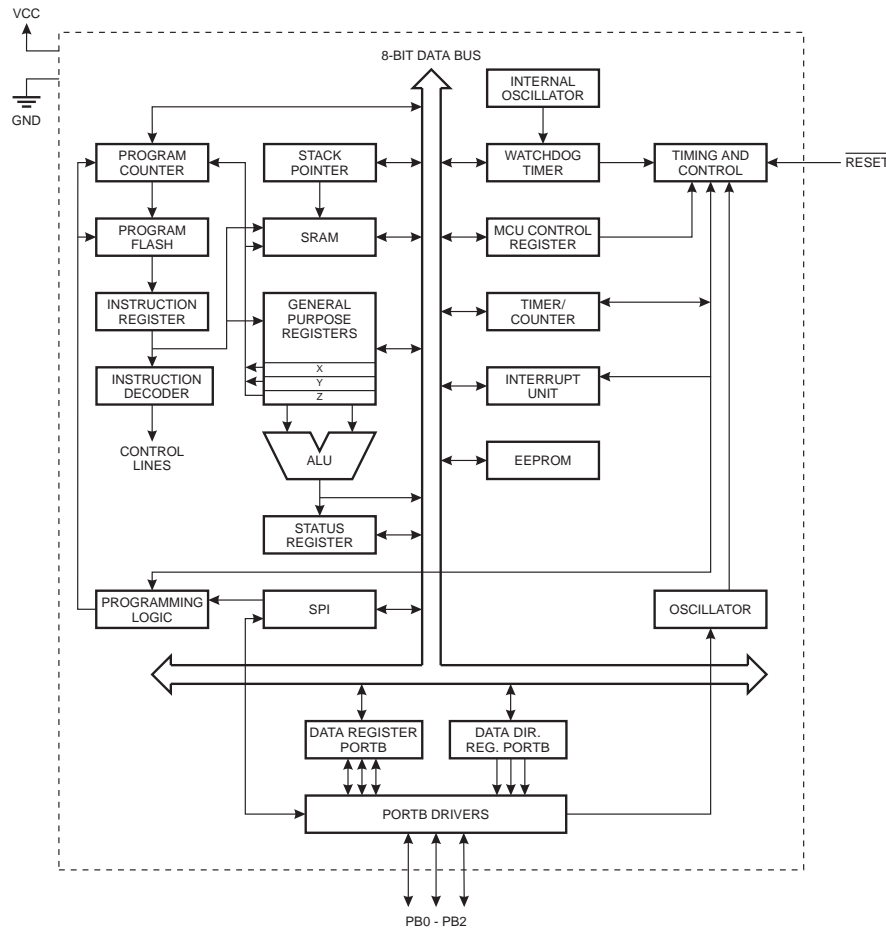 VCC
GND
8-BIT DATA BUS
INTERNAL
OSCILLATOR
PROGRAM
COUNTER
STACK
POINTER
WATCHDOG
TIMER
TIMING AND
CONTROL
RESET
PROGRAM
FLASH
SRAM
MCU CONTROL
REGISTER
INSTRUCTION
REGISTER
GENERAL
PURPOSE
REGISTERS
X
Y
Z
TIMER/
COUNTER
INSTRUCTION
DECODER
INTERRUPT
UNIT
CONTROL
LINES
ALU
EEPROM
STATUS
REGISTER
PROGRAMMING
LOGIC
SPI
OSCILLATOR
DATA REGISTER
PORTB
DATA DIR.
REG. PORTB
PORTB DRIVERS
PB0 - PB2